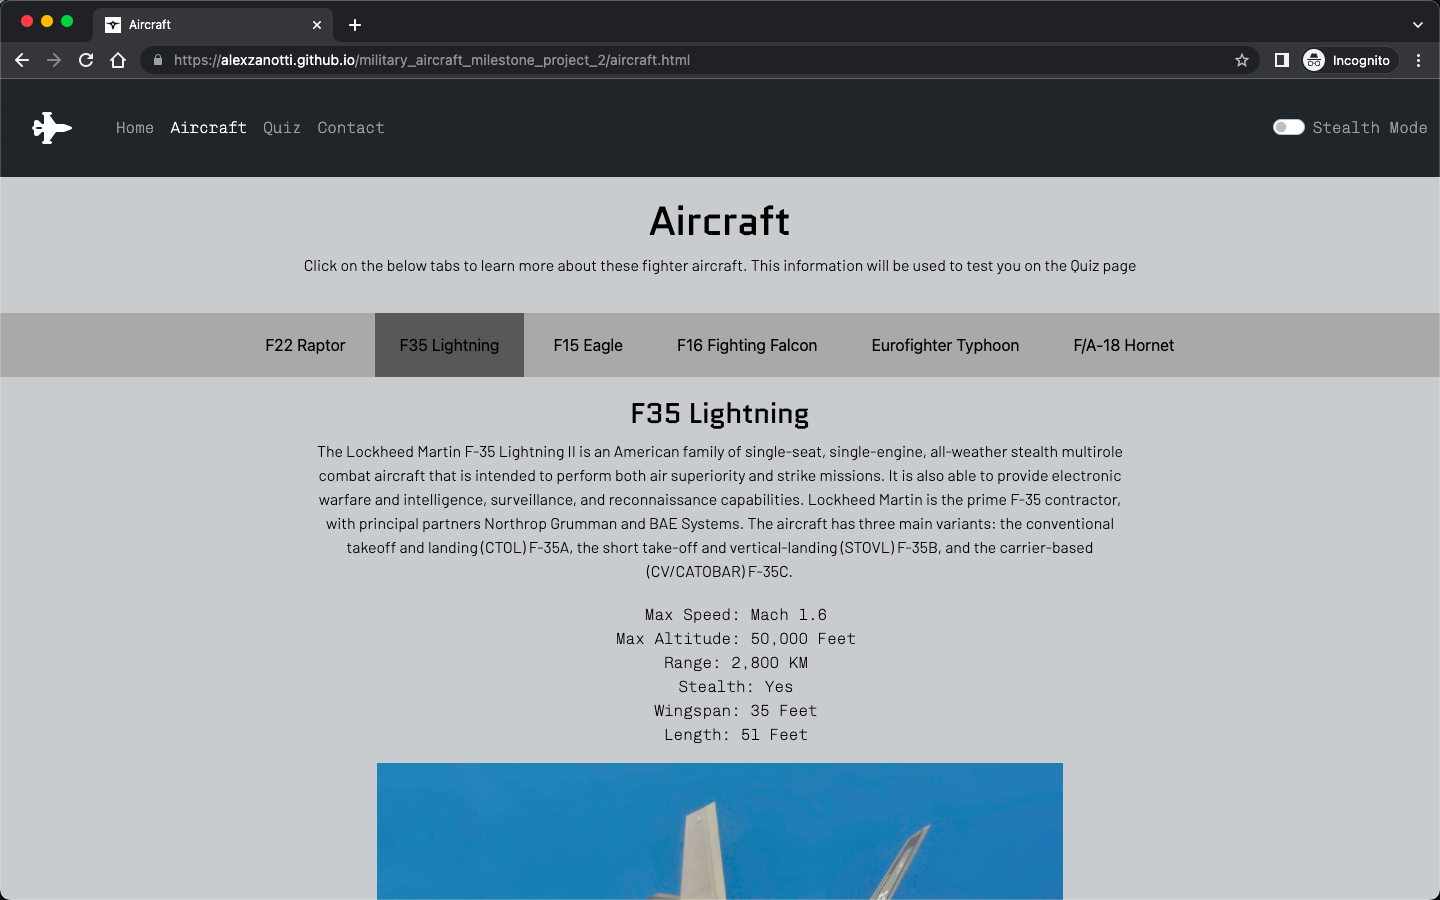 Aircraft
https://alexzanotti.github.io/military_aircraft_milestone_project_2/aircraft.html
Incognito
Home Aircraft Quiz Contact
Stealth Mode
Aircraft
Click on the below tabs to learn more about these fighter aircraft. This information will be used to test you on the Quiz page
F22 Raptor F35 Lightning F15 Eagle F16 Fighting Falcon Eurofighter Typhoon F/A-18 Hornet
F35 Lightning
The Lockheed Martin F-35 Lightning II is an American family of single-seat, single-engine, all-weather stealth multirole
combat aircraft that is intended to perform both air superiority and strike missions. It is also able to provide electronic
warfare and intelligence, surveillance, and reconnaissance capabilities. Lockheed Martin is the prime F-35 contractor,
with principal partners Northrop Grumman and BAE Systems. The aircraft has three main variants: the conventional
takeoff and landing (CTOL) F-35A, the short take-off and vertical-landing (STOVL) F-35B, and the carrier-based
(CV/CATOBAR) F-35C.
Max Speed: Mach 1.6
Max Altitude: 50,000 Feet
Range: 2,800 KM
Stealth: Yes
Wingspan: 35 Feet
Length: 51 Feet